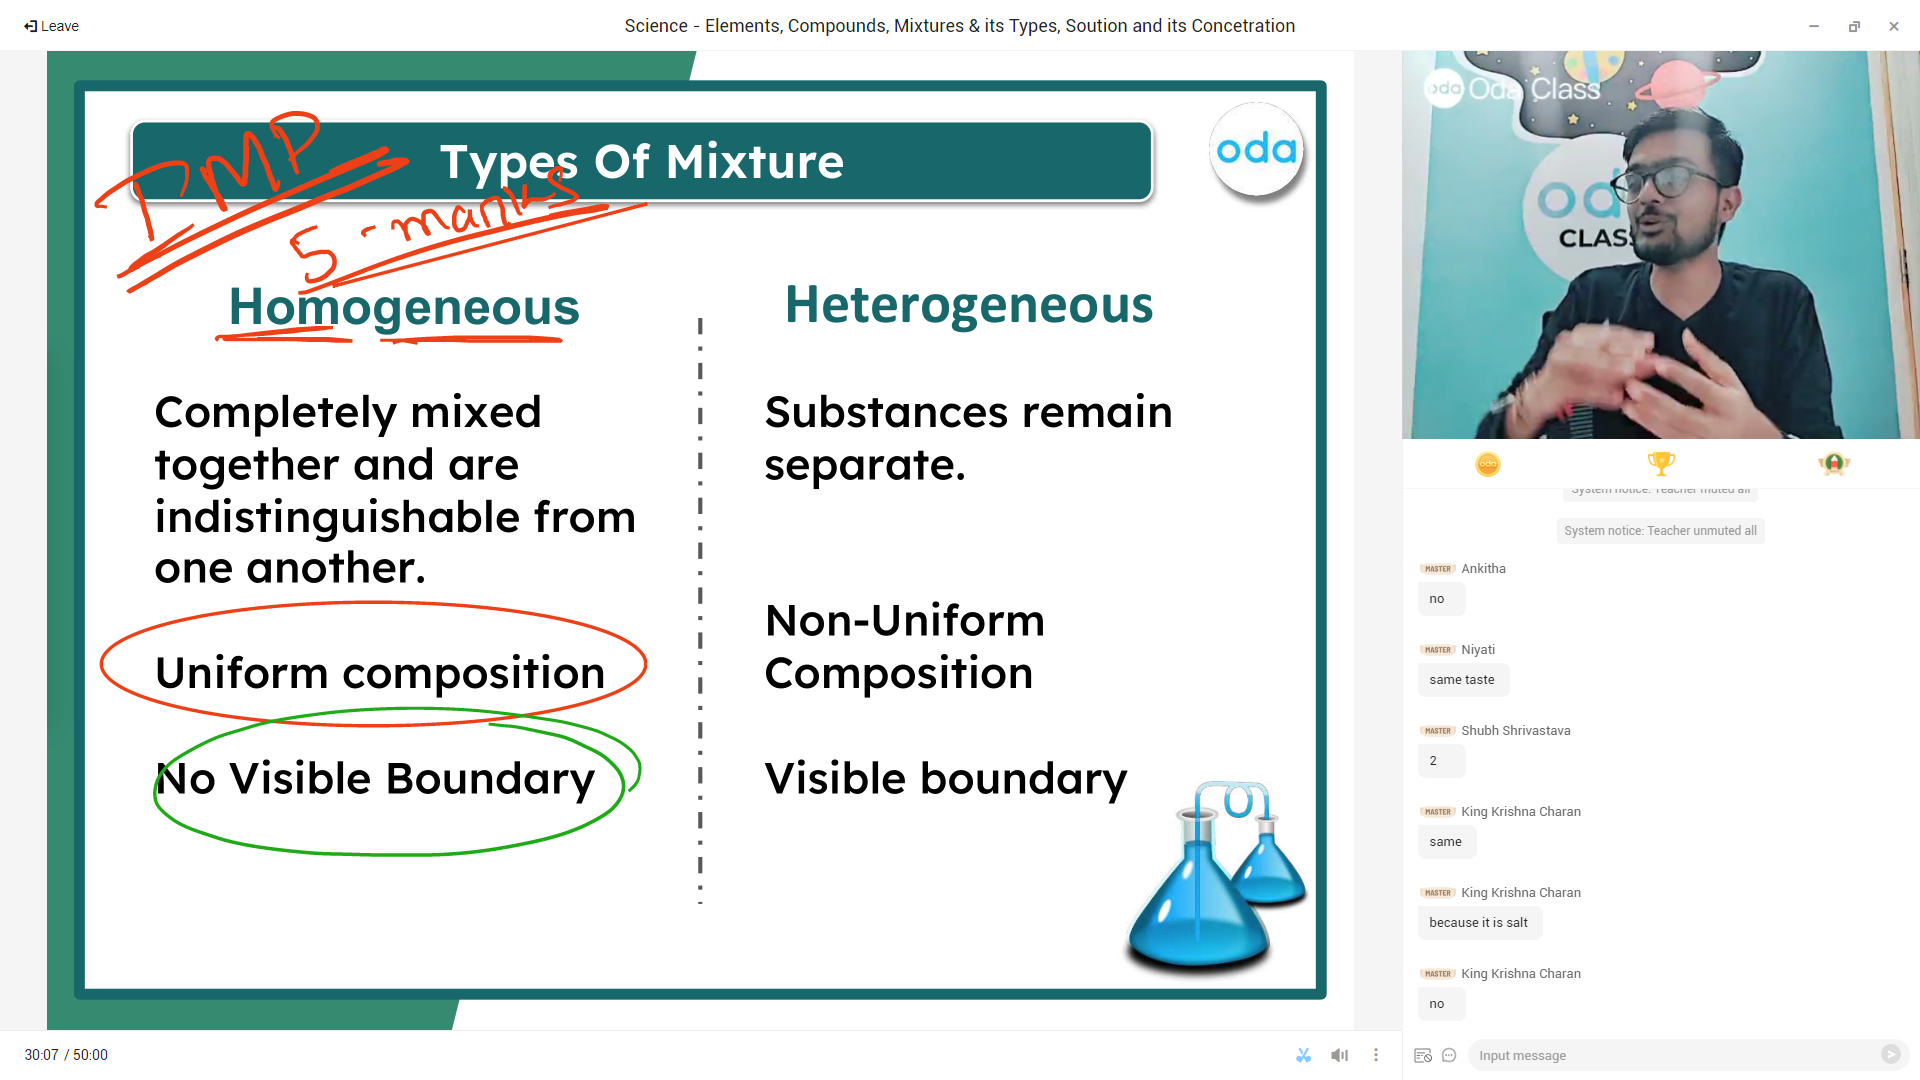 Leave
Science - Elements, Compounds, Mixtures & its Types, Soution and its Concetration
Types Of Mixture
oda
IMP
5 - marks
Homogeneous
Completely mixed
together and are
indistinguishable from
one another.
Uniform composition
No Visible Boundary
Heterogeneous
Substances remain
separate.
Non-Uniform
Composition
Visible boundary
oda Oda Class
od
CLAS
oda
System notice: Teacher muted all
System notice: Teacher unmuted all
MASTER Ankitha
no
MASTER Niyati
same taste
MASTER Shubh Shrivastava
2
MASTER King Krishna Charan
same
MASTER King Krishna Charan
because it is salt
MASTER King Krishna Charan
no
30:07 / 50:00
Input message